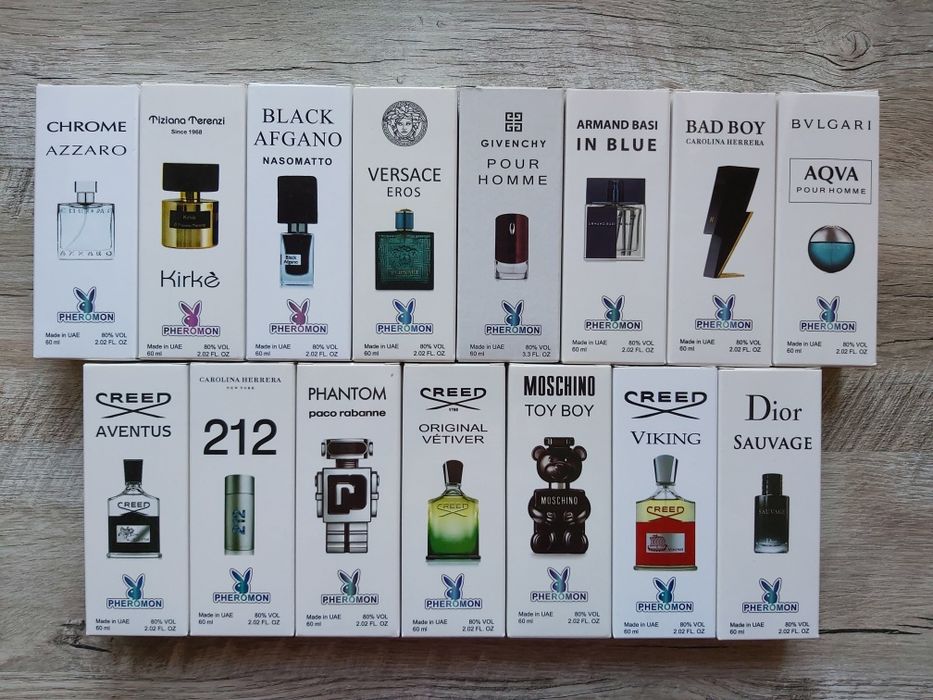 CHROME
AZZARO
CHROME
AZZARO
PHEROMON
Made in UAE 80% VOL
60 ml 2.02 FL. OZ
Tiziana Terenzi
Since 1968
Kirkè
Kirkè
PHEROMON
Made in UAE 80% VOL
60 ml 2.02 FL. OZ
BLACK
AFGANO
NASOMATTO
Black
Afgano
PHEROMON
Made in UAE 80% VOL
60 ml 2.02 FL. OZ
VERSACE
EROS
PHEROMON
Made in UAE 80% VOL
60 ml 2.02 FL. OZ
GIVENCHY
POUR
HOMME
PHEROMON
Made in UAE 80% VOL
60 ml 3.3 FL. OZ
ARMAND BASI
IN BLUE
ARMAND BASI
PHEROMON
Made in UAE 80% VOL
60 ml 2.02 FL. OZ
BAD BOY
CAROLINA HERRERA
PHEROMON
Made in UAE 80% VOL
60 ml 2.02 FL. OZ
BVLGARI
AQVA
POUR HOMME
PHEROMON
Made in UAE 80% VOL
60 ml 2.02 FL. OZ
CREED
AVENTUS
CREED
PHEROMON
Made in UAE 80% VOL
60 ml 2.02 FL. OZ
CAROLINA HERRERA
NEW YORK
212
212
PHEROMON
Made in UAE 80% VOL
60 ml 2.02 FL. OZ
PHANTOM
paco rabanne
PHEROMON
Made in UAE 80% VOL
60 ml 2.02 FL. OZ
CREED
1760
ORIGINAL
VÉTIVER
CREED
PHEROMON
Made in UAE 80% VOL
60 ml 2.02 FL. OZ
MOSCHINO
TOY BOY
MOSCHINO
PHEROMON
Made in UAE 80% VOL
60 ml 2.02 FL. OZ
CREED
VIKING
CREED
VIKING
PHEROMON
Made in UAE 80% VOL
60 ml 2.02 FL. OZ
Dior
SAUVAGE
SAUVAGE
PHEROMON
Made in UAE 80% VOL
60 ml 2.02 FL. OZ